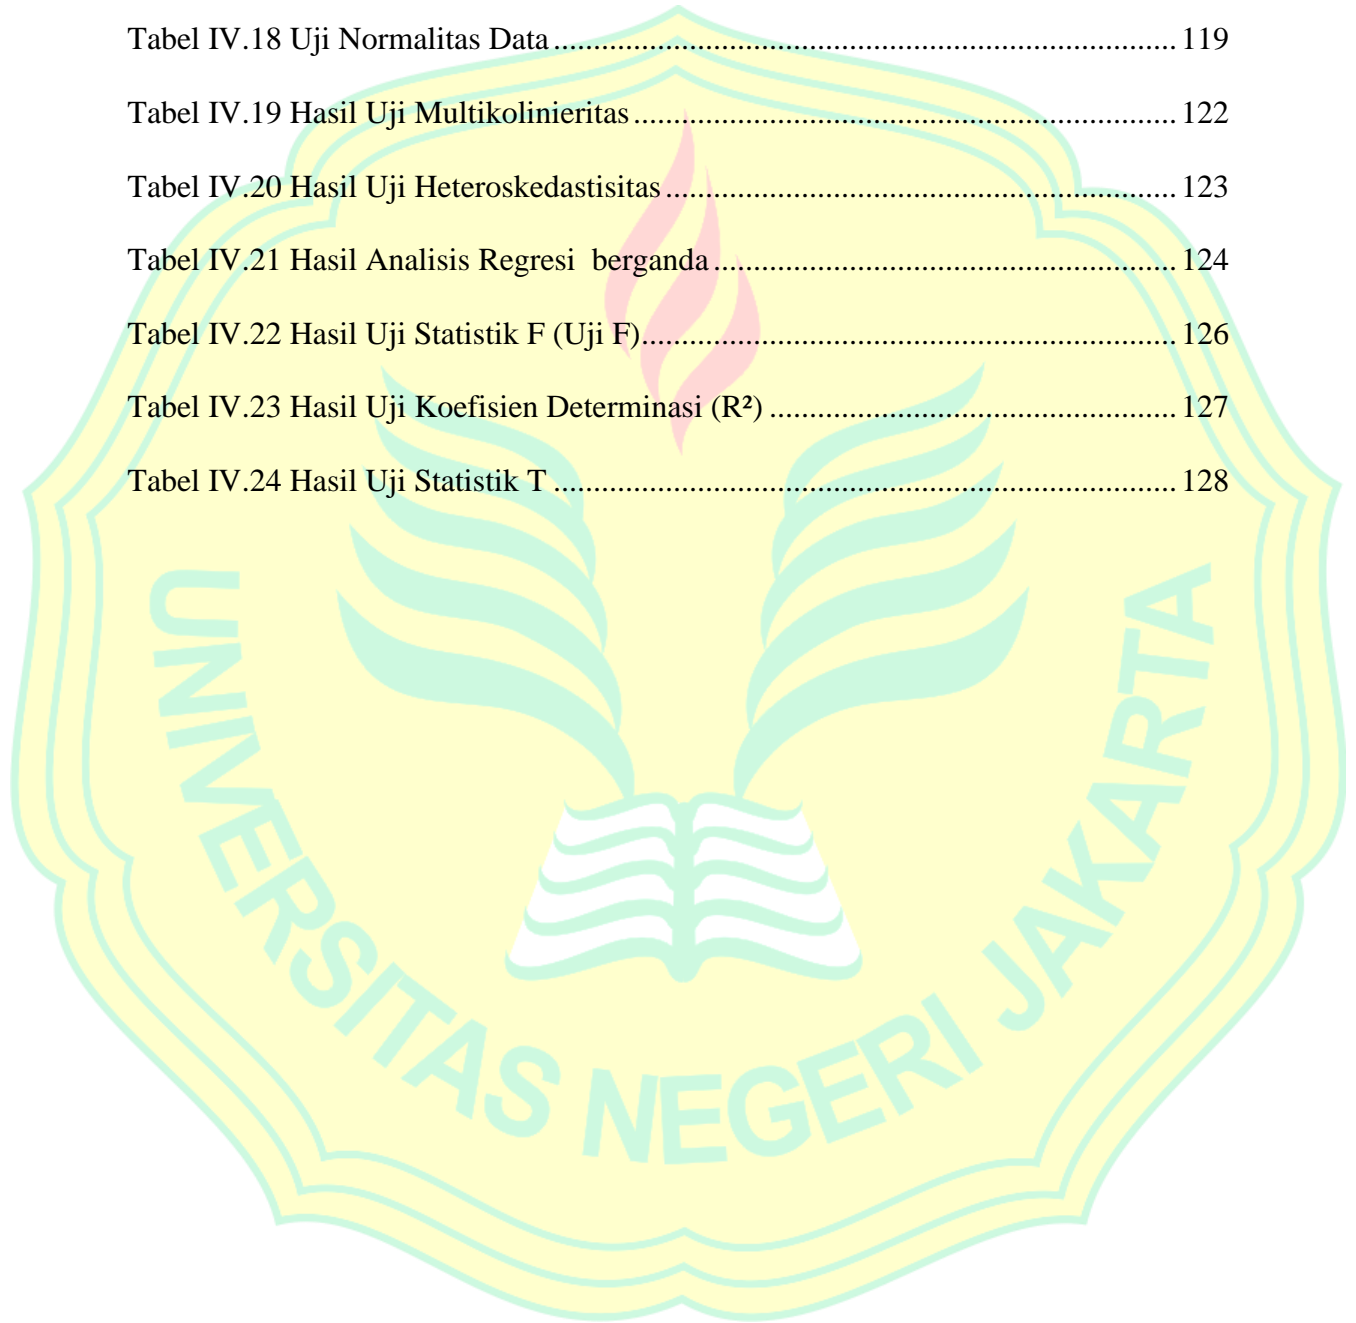 Tabel IV.18 Uji Normalitas Data ............................................................................. 119
Tabel IV.19 Hasil Uji Multikolinieritas .................................................................... 122
Tabel IV.20 Hasil Uji Heteroskedastisitas ................................................................ 123
Tabel IV.21 Hasil Analisis Regresi  berganda .......................................................... 124
Tabel IV.22 Hasil Uji Statistik F (Uji F) ................................................................... 126
Tabel IV.23 Hasil Uji Koefisien Determinasi (R²) ................................................... 127
Tabel IV.24 Hasil Uji Statistik T .............................................................................. 128
UNIVERSITAS NEGERI JAKARTA